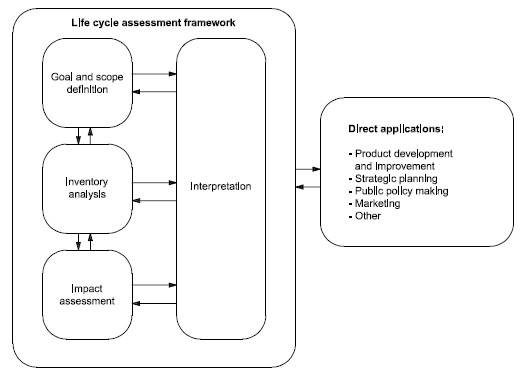 Life cycle assessment framework
Goal and scope
definition
Inventory
analysis
Impact
assessment
Interpretation
Direct applications:
- Product development
and improvement
- Strategic planning
- Public policy making
- Marketing
- Other